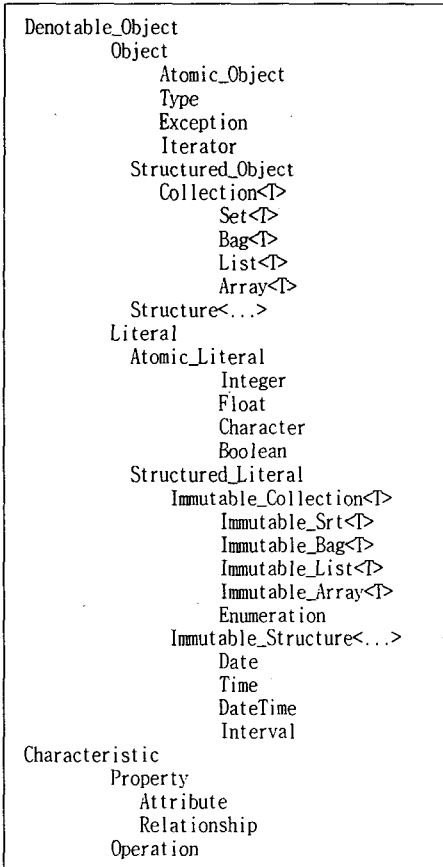 Denotable_Object
Object
Atomic_Object
Type
Exception
Iterator
Structured_Object
Collection<T>
Set<T>
Bag<T>
List<T>
Array<T>
Structure<...>
Literal
Atomic_Literal
Integer
Float
Character
Boolean
Structured_Literal
Immutable_Collection<T>
Immutable_Srt<T>
Immutable_Bag<T>
Immutable_List<T>
Immutable_Array<T>
Enumeration
Immutable_Structure<...>
Date
Time
DateTime
Interval
Characteristic
Property
Attribute
Relationship
Operation